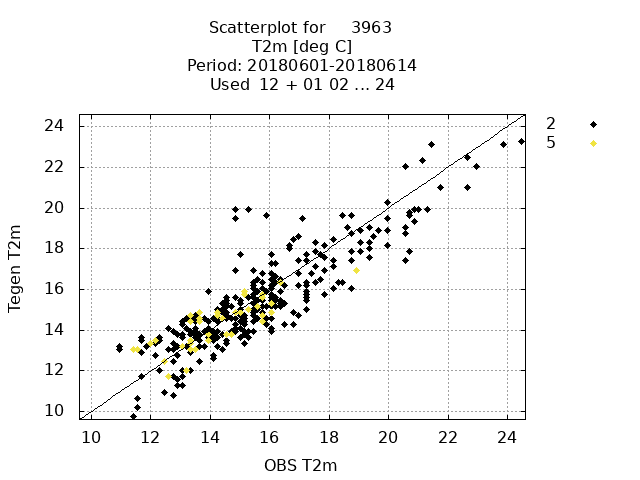 Scatterplot for 3963
T2m [deg C]
Period: 20180601-20180614
Used 12 + 01 02 ... 24
2
5
24
22
20
18
16
14
12
10
Tegen T2m
10 12 14 16 18 20 22 24
OBS T2m